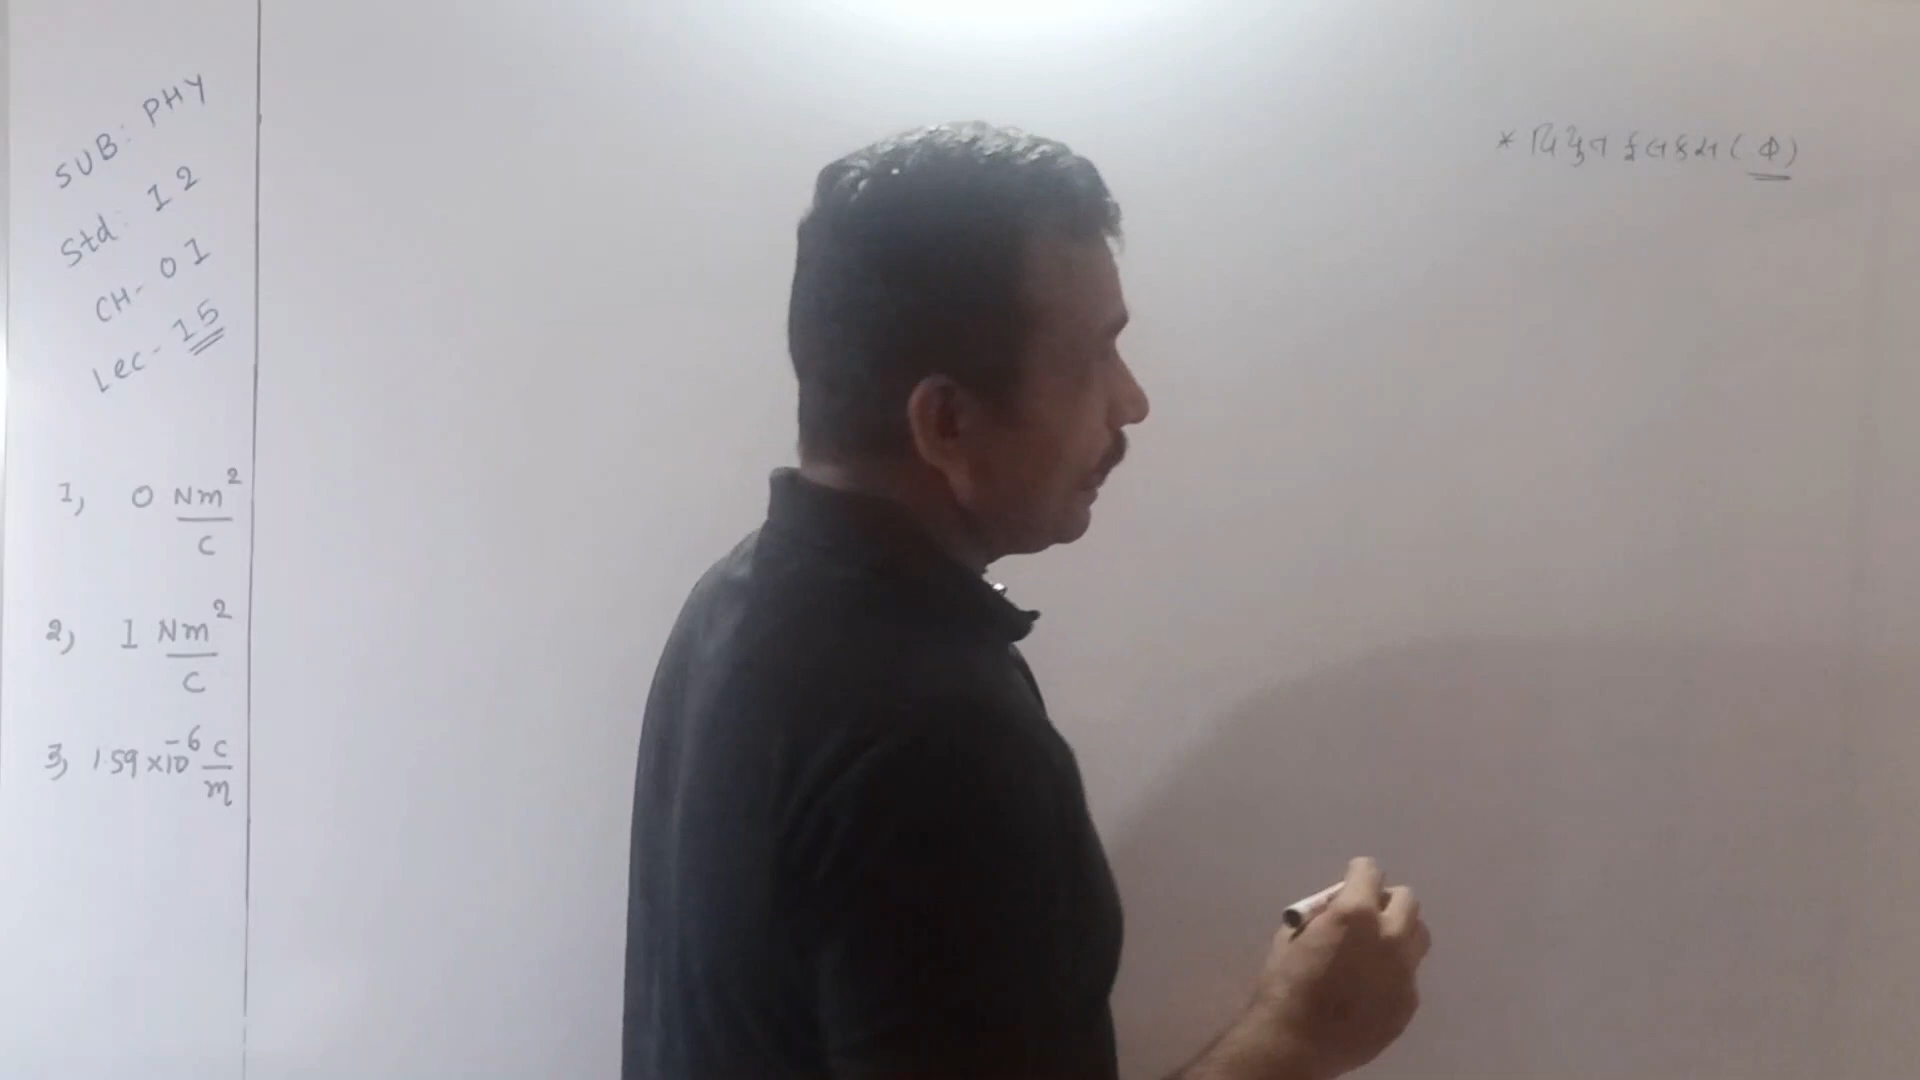 SUB: PHY
Std: 12
CH- 01
Lec- 15
1, 0 Nm²/C
2, 1 Nm²/C
3, 1.59 × 10⁻⁶ C/m
* વિદ્યુત ફલક્સ ( Φ )